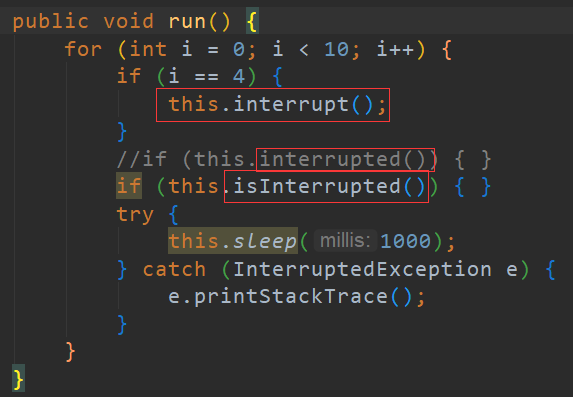 public void run() {
    for (int i = 0; i < 10; i++) {
        if (i == 4) {
            this.interrupt();
        }
        //if (this.interrupted()) { }
        if (this.isInterrupted()) { }
        try {
            this.sleep( millis: 1000);
        } catch (InterruptedException e) {
            e.printStackTrace();
        }
    }
}